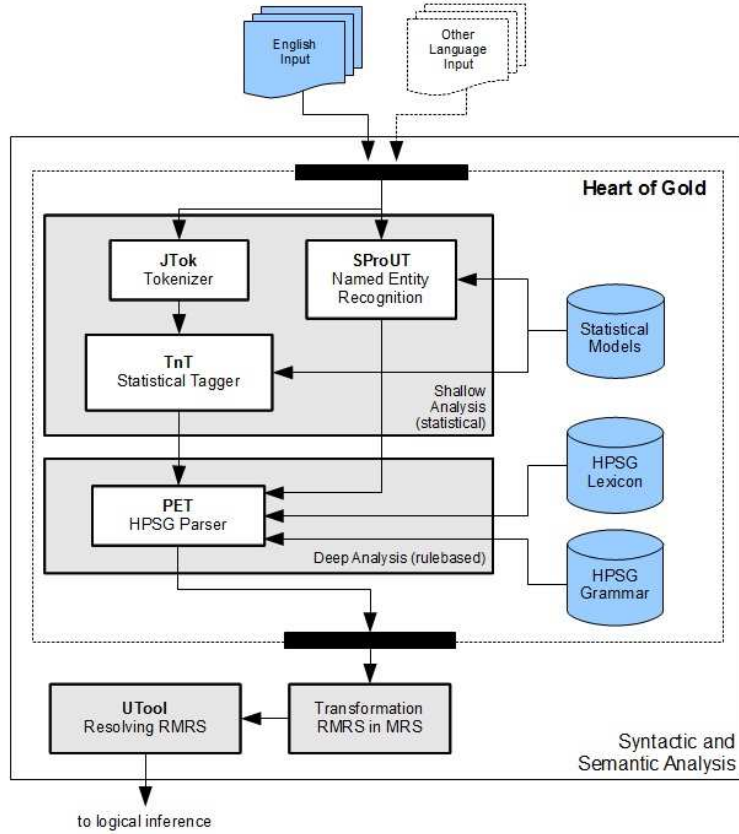 English
Input
Other
Language
Input
Heart of Gold
JTok
Tokenizer
SProUT
Named Entity
Recognition
Statistical
Models
TnT
Statistical Tagger
Shallow
Analysis
(statistical)
HPSG
Lexicon
PET
HPSG Parser
Deep Analysis (rulebased)
HPSG
Grammar
UTool
Resolving RMRS
Transformation
RMRS in MRS
Syntactic and
Semantic Analysis
to logical inference